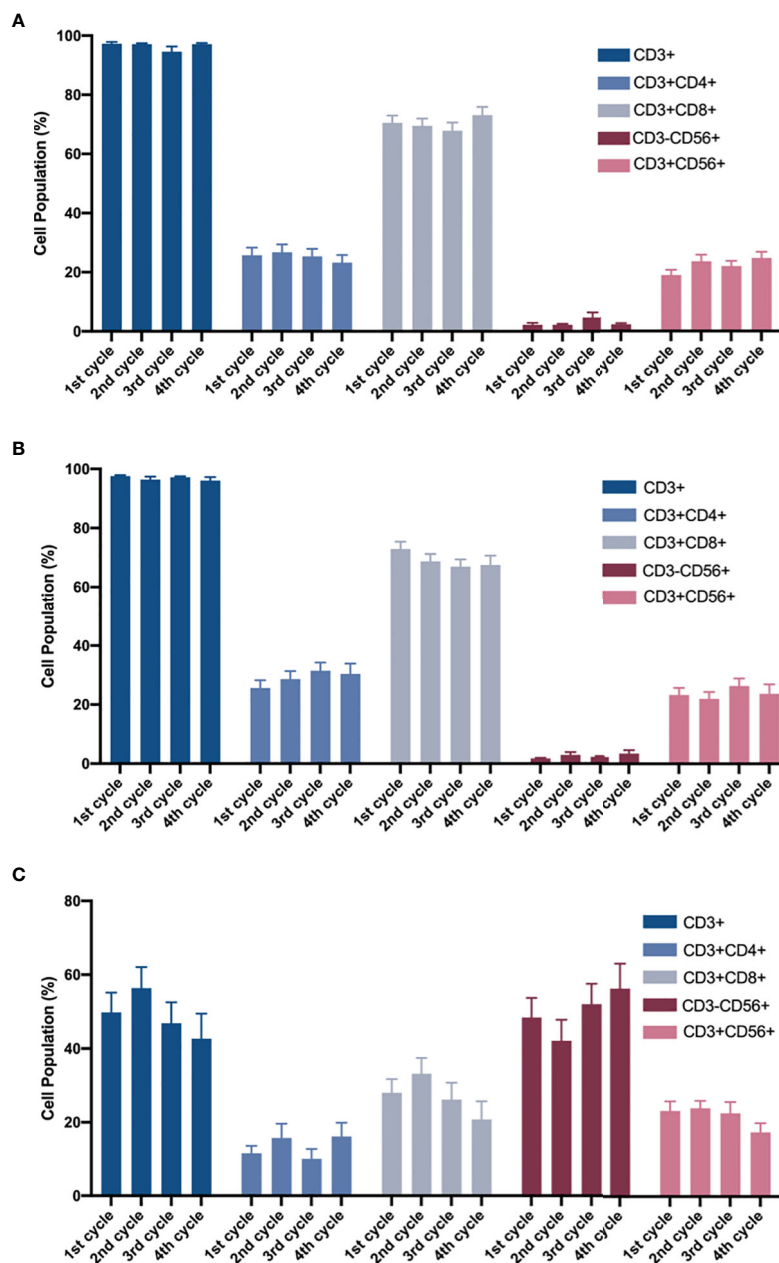 A
Cell Population (%)
100
80
60
40
20
0
CD3+
CD3+CD4+
CD3+CD8+
CD3-CD56+
CD3+CD56+
1st cycle 2nd cycle 3rd cycle 4th cycle 1st cycle 2nd cycle 3rd cycle 4th cycle 1st cycle 2nd cycle 3rd cycle 4th cycle 1st cycle 2nd cycle 3rd cycle 4th cycle 1st cycle 2nd cycle 3rd cycle 4th cycle
B
Cell Population (%)
100
80
60
40
20
0
CD3+
CD3+CD4+
CD3+CD8+
CD3-CD56+
CD3+CD56+
1st cycle 2nd cycle 3rd cycle 4th cycle 1st cycle 2nd cycle 3rd cycle 4th cycle 1st cycle 2nd cycle 3rd cycle 4th cycle 1st cycle 2nd cycle 3rd cycle 4th cycle 1st cycle 2nd cycle 3rd cycle 4th cycle
C
Cell Population (%)
80
60
40
20
0
CD3+
CD3+CD4+
CD3+CD8+
CD3-CD56+
CD3+CD56+
1st cycle 2nd cycle 3rd cycle 4th cycle 1st cycle 2nd cycle 3rd cycle 4th cycle 1st cycle 2nd cycle 3rd cycle 4th cycle 1st cycle 2nd cycle 3rd cycle 4th cycle 1st cycle 2nd cycle 3rd cycle 4th cycle